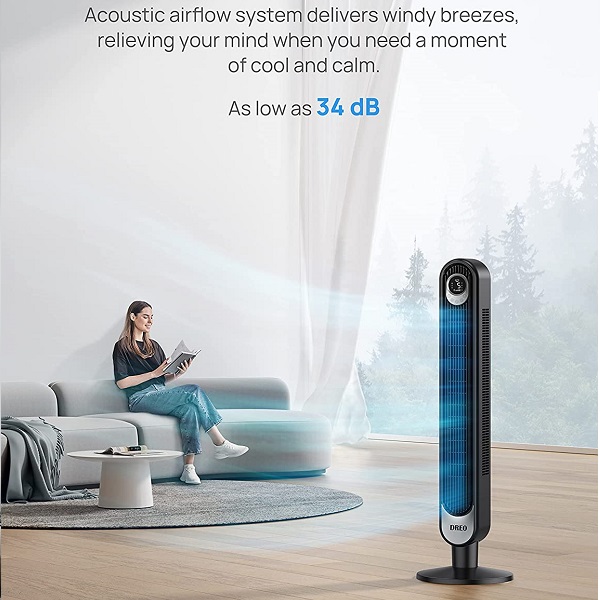 Acoustic airflow system delivers windy breezes,
relieving your mind when you need a moment
of cool and calm.
As low as 34 dB
DREO